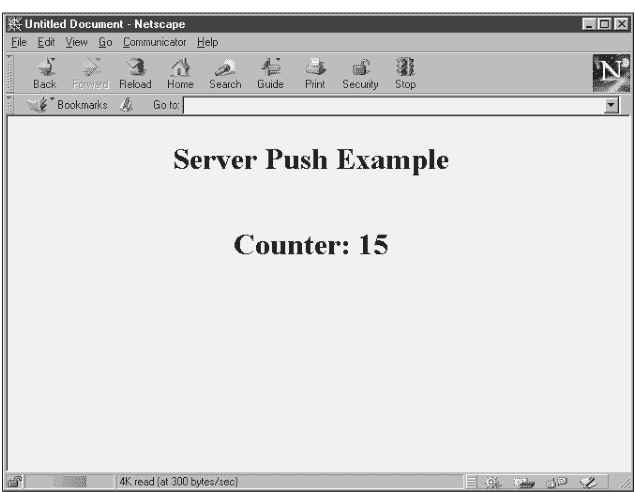 Untitled Document - Netscape
File Edit View Go Communicator Help
Back Forward Reload Home Search Guide Print Security Stop
N
Bookmarks Go to:
Server Push Example
Counter: 15
4K read (at 300 bytes/sec)